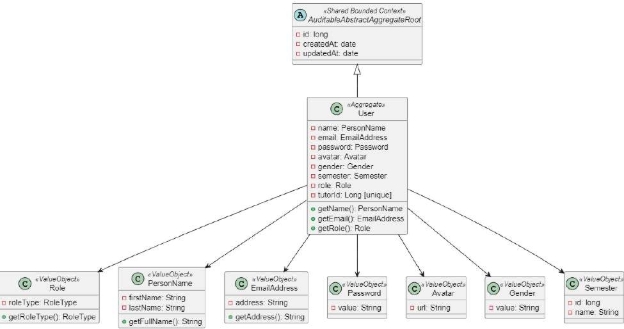 «Shared Bounded Context»
A AuditableAbstractAggregateRoot
id: long
createdAt: date
updatedAt: date
C «Aggregate»
User
name: PersonName
email: EmailAddress
password: Password
avatar: Avatar
gender: Gender
semester: Semester
role: Role
tutorId: Long [unique]
getName(): PersonName
getEmail(): EmailAddress
getRole(): Role
C «ValueObject»
Role
roleType: RoleType
getRoleType(): RoleType
C «ValueObject»
PersonName
firstName: String
lastName: String
getFullName(): String
C «ValueObject»
EmailAddress
address: String
getAddress(): String
C «ValueObject»
Password
value: String
C «ValueObject»
Avatar
url: String
C «ValueObject»
Gender
value: String
C «ValueObject»
Semester
id: long
name: String